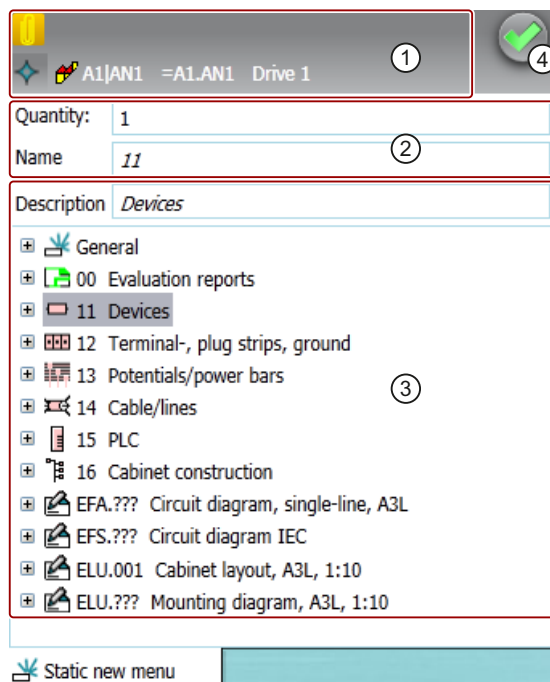 A1|AN1 =A1.AN1 Drive 1
1
4
Quantity: 1
Name 11
2
Description Devices
General
00 Evaluation reports
11 Devices
12 Terminal-, plug strips, ground
13 Potentials/power bars
3
14 Cable/lines
15 PLC
16 Cabinet construction
EFA.??? Circuit diagram, single-line, A3L
EFS.??? Circuit diagram IEC
ELU.001 Cabinet layout, A3L, 1:10
ELU.??? Mounting diagram, A3L, 1:10
Static new menu